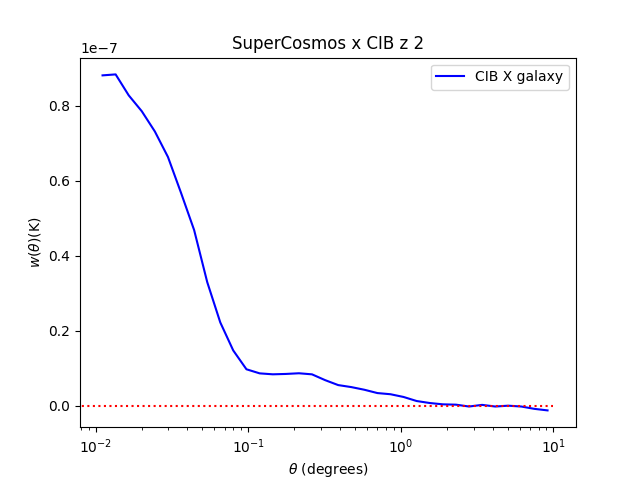 SuperCosmos x CIB z 2
1e−7
CIB X galaxy
0.8
0.6
0.4
0.2
0.0
w(θ)(K)
10⁻² 10⁻¹ 10⁰ 10¹
θ (degrees)